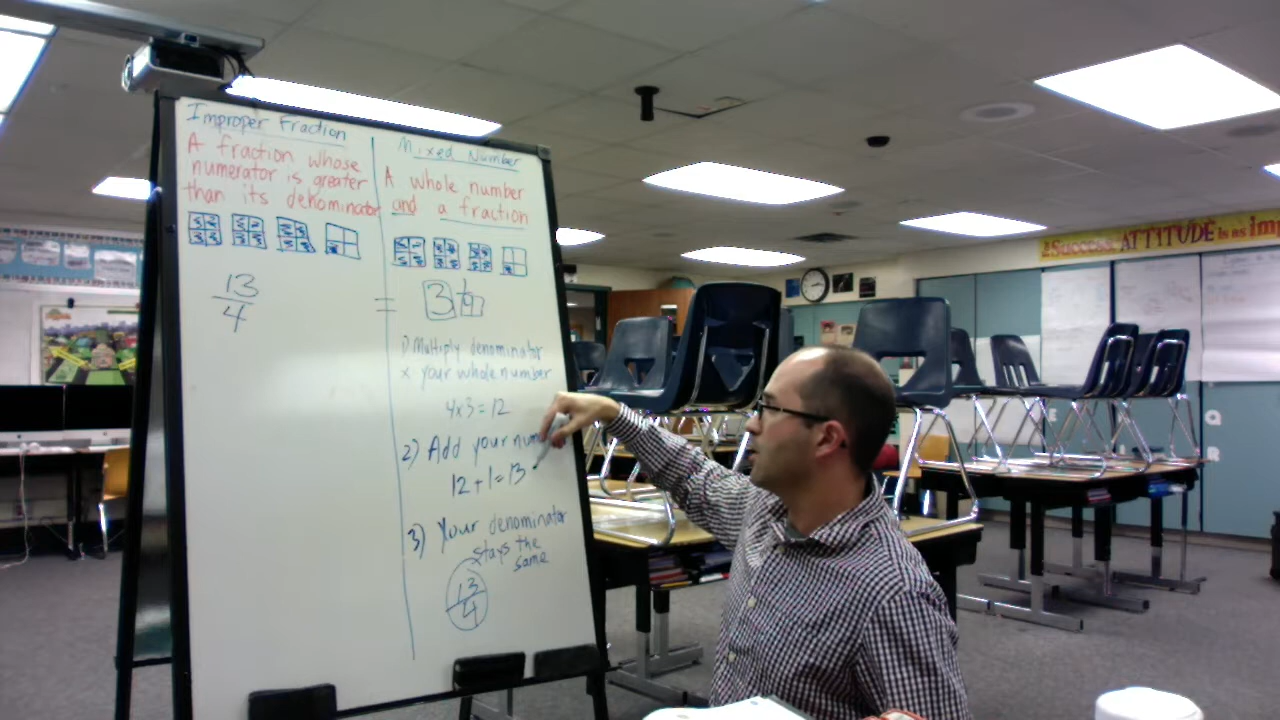 Improper Fraction
A fraction whose
numerator is greater
than its denominator
13
4
=
Mixed Number
A whole number
and a fraction
3
1) Multiply denominator
x your whole number
4x3=12
2) Add your num
12+1=13
3) Your denominator
stays the
same
13
4
Success: ATTITUDE is as imp